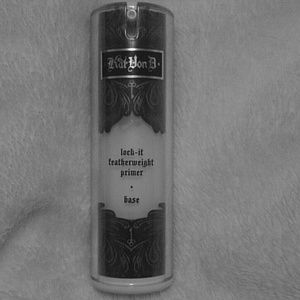 Kat Von D
lock-it
featherweight
primer
•
base